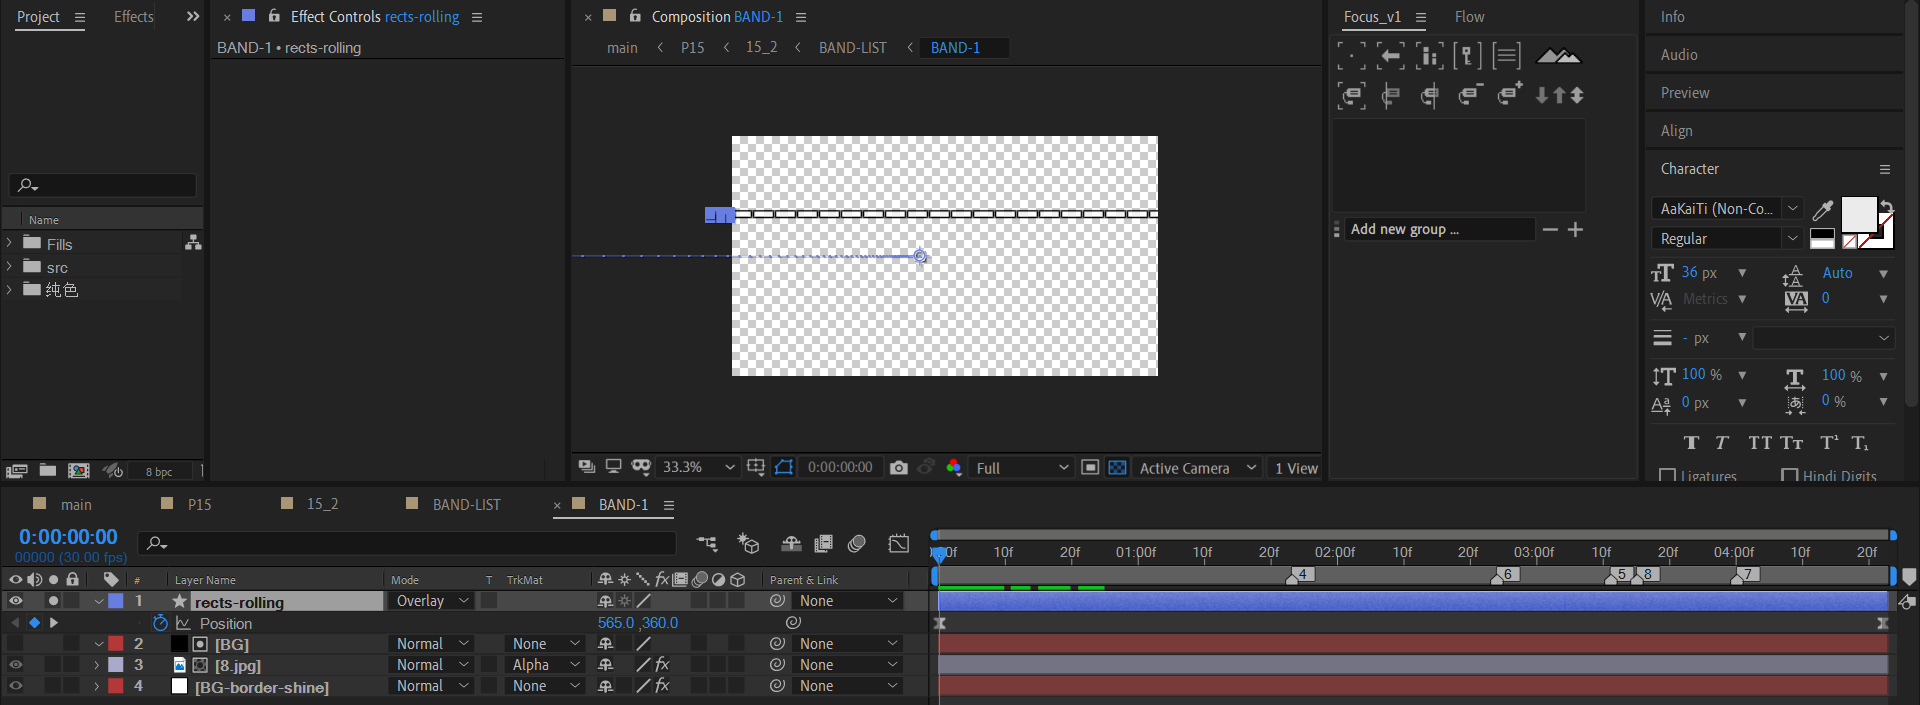 Project
Effects
Effect Controls rects-rolling
Composition BAND-1
Focus_v1
Flow
Info
BAND-1 • rects-rolling
main
P15
15_2
BAND-LIST
BAND-1
Audio
Preview
Align
Character
Name
Fills
src
纯色
Add new group ...
AaKaiTi (Non-Co...
Regular
36 px
Auto
Metrics
0
- px
100 %
100 %
0 px
0 %
Ligatures
Hindi Digits
8 bpc
33.3%
0:00:00:00
Full
Active Camera
1 View
main
P15
15_2
BAND-LIST
BAND-1
0:00:00:00
00000 (30.00 fps)
00f
10f
20f
01:00f
10f
20f
02:00f
10f
20f
03:00f
10f
20f
04:00f
10f
20f
# Layer Name
Mode
T
TrkMat
fx
Parent & Link
4
6
5
8
7
1 rects-rolling
Overlay
None
Position
565.0 ,360.0
2 [BG]
Normal
None
None
3 [8.jpg]
Normal
Alpha
fx
None
4 [BG-border-shine]
Normal
None
fx
None